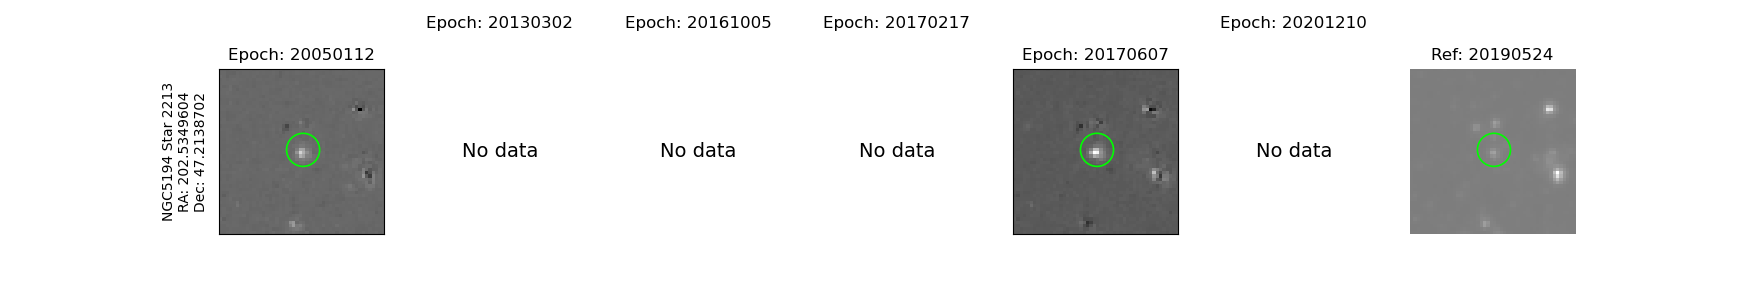 Epoch: 20130302
Epoch: 20161005
Epoch: 20170217
Epoch: 20201210
Epoch: 20050112
Epoch: 20170607
Ref: 20190524
NGC5194 Star 2213
RA: 202.5349604
Dec: 47.2138702
No data
No data
No data
No data